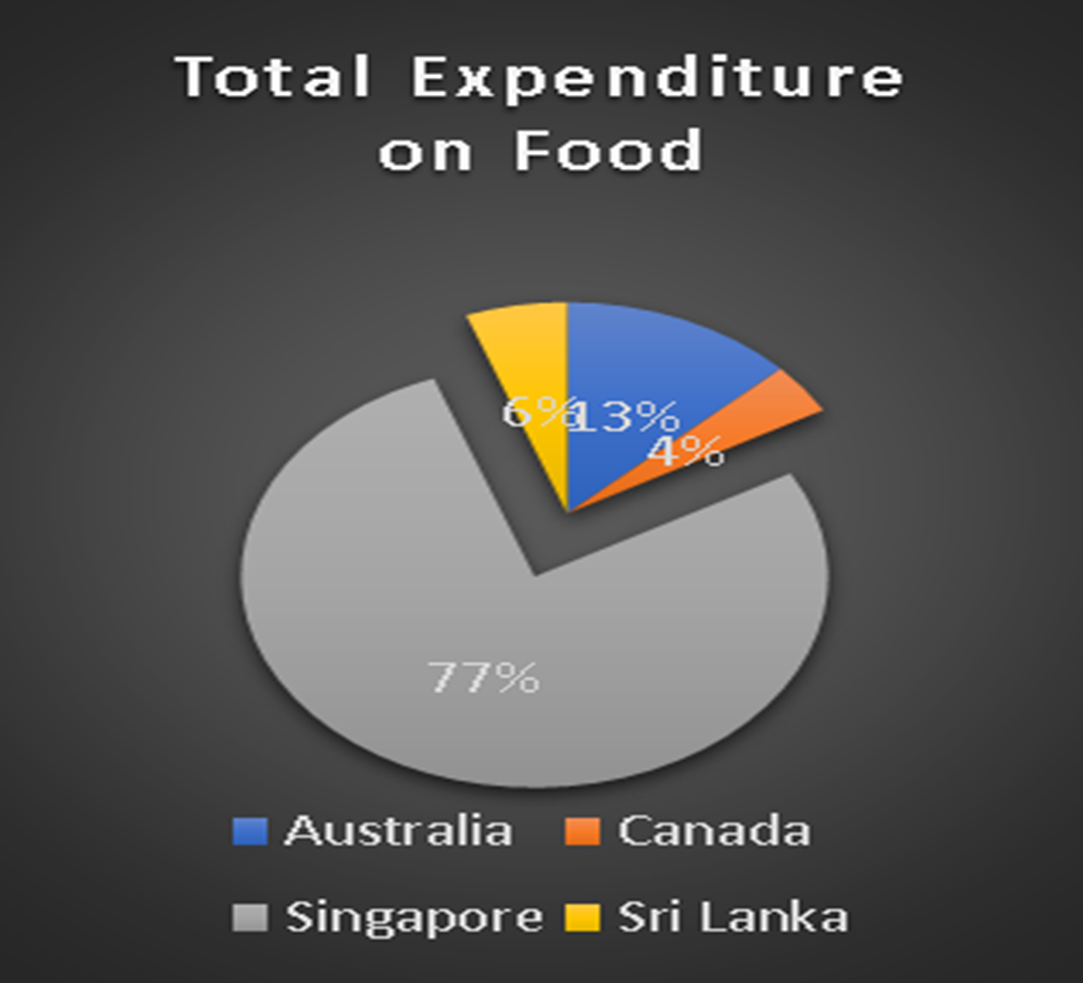 Total Expenditure
on Food
6%
13%
4%
77%
Australia
Canada
Singapore
Sri Lanka